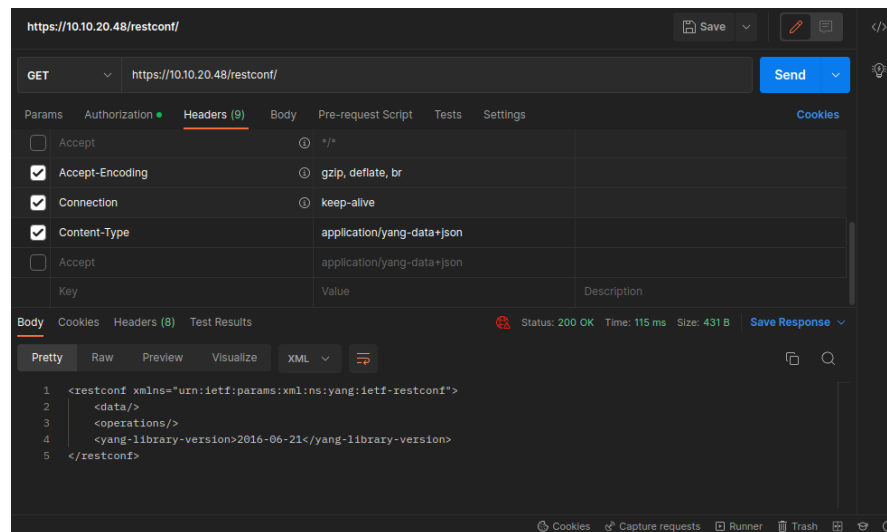 https://10.10.20.48/restconf/ Save
GET https://10.10.20.48/restconf/ Send
Params Authorization Headers (9) Body Pre-request Script Tests Settings Cookies
Accept */*
Accept-Encoding gzip, deflate, br
Connection keep-alive
Content-Type application/yang-data+json
Accept application/yang-data+json
Key Value Description
Body Cookies Headers (8) Test Results Status: 200 OK Time: 115 ms Size: 431 B Save Response
Pretty Raw Preview Visualize XML
1 <restconf xmlns="urn:ietf:params:xml:ns:yang:ietf-restconf">
2 <data/>
3 <operations/>
4 <yang-library-version>2016-06-21</yang-library-version>
5 </restconf>
Cookies Capture requests Runner Trash